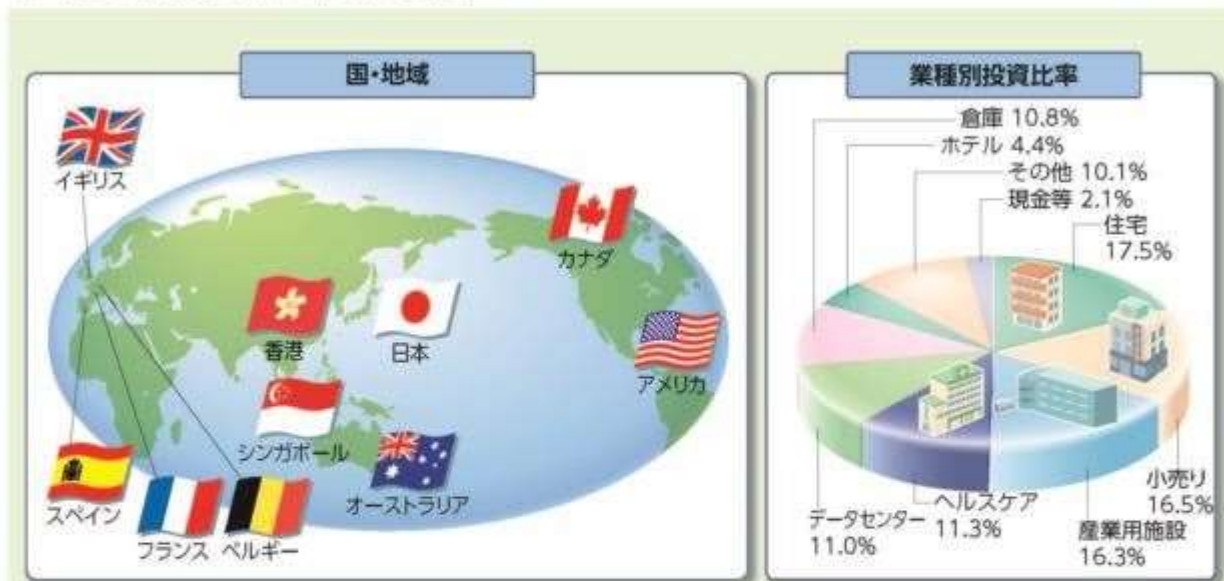 国・地域
イギリス
カナダ
香港
日本
アメリカ
シンガポール
オーストラリア
スペイン
フランス
ベルギー
業種別投資比率
倉庫 10.8%
ホテル 4.4%
その他 10.1%
現金等 2.1%
住宅
17.5%
小売り
16.5%
産業用施設
16.3%
ヘルスケア
11.3%
データセンター
11.0%